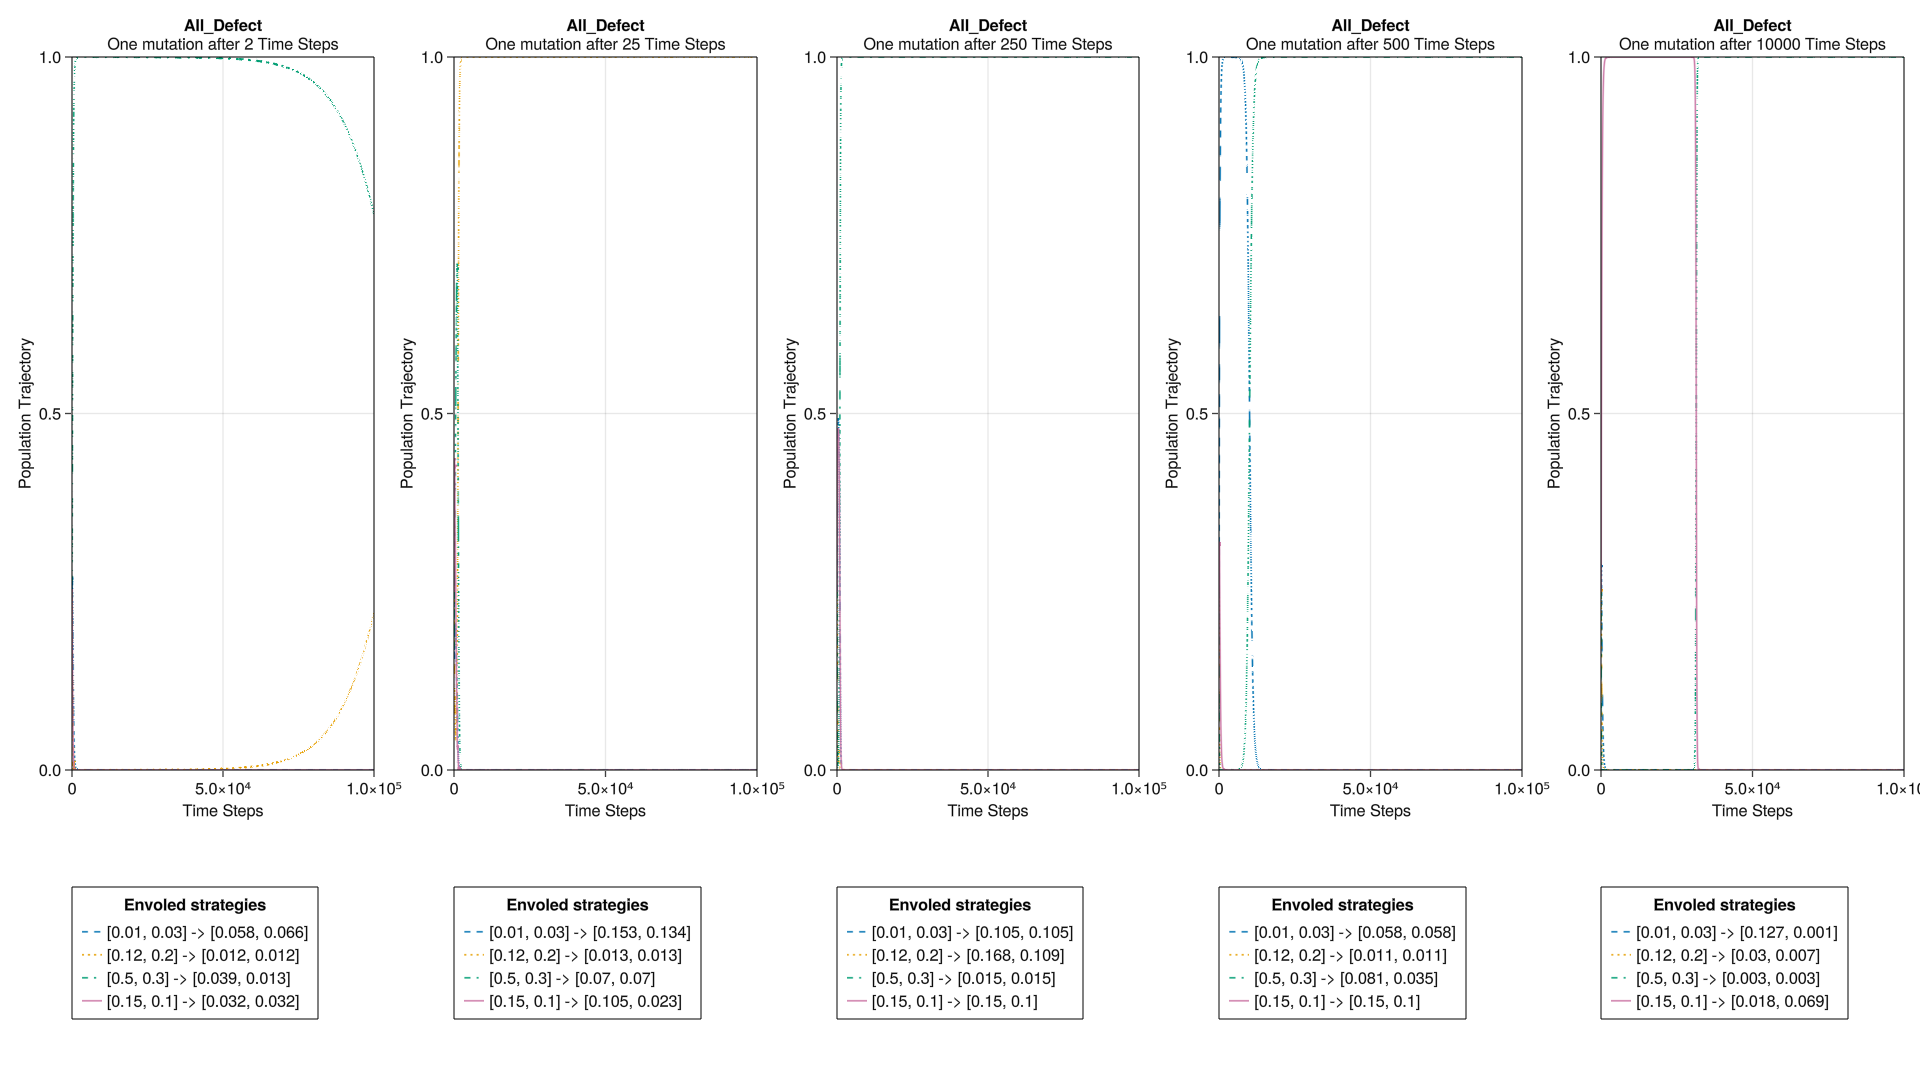 All_Defect
One mutation after 2 Time Steps
1.0
0.5
0.0
Population Trajectory
0
5.0×10⁴
1.0×10⁵
Time Steps
Envoled strategies
[0.01, 0.03] -> [0.058, 0.066]
[0.12, 0.2] -> [0.012, 0.012]
[0.5, 0.3] -> [0.039, 0.013]
[0.15, 0.1] -> [0.032, 0.032]
All_Defect
One mutation after 25 Time Steps
1.0
0.5
0.0
Population Trajectory
0
5.0×10⁴
1.0×10⁵
Time Steps
Envoled strategies
[0.01, 0.03] -> [0.153, 0.134]
[0.12, 0.2] -> [0.013, 0.013]
[0.5, 0.3] -> [0.07, 0.07]
[0.15, 0.1] -> [0.105, 0.023]
All_Defect
One mutation after 250 Time Steps
1.0
0.5
0.0
Population Trajectory
0
5.0×10⁴
1.0×10⁵
Time Steps
Envoled strategies
[0.01, 0.03] -> [0.105, 0.105]
[0.12, 0.2] -> [0.168, 0.109]
[0.5, 0.3] -> [0.015, 0.015]
[0.15, 0.1] -> [0.15, 0.1]
All_Defect
One mutation after 500 Time Steps
1.0
0.5
0.0
Population Trajectory
0
5.0×10⁴
1.0×10⁵
Time Steps
Envoled strategies
[0.01, 0.03] -> [0.058, 0.058]
[0.12, 0.2] -> [0.011, 0.011]
[0.5, 0.3] -> [0.081, 0.035]
[0.15, 0.1] -> [0.15, 0.1]
All_Defect
One mutation after 10000 Time Steps
1.0
0.5
0.0
Population Trajectory
0
5.0×10⁴
Time Steps
Envoled strategies
[0.01, 0.03] -> [0.127, 0.001]
[0.12, 0.2] -> [0.03, 0.007]
[0.5, 0.3] -> [0.003, 0.003]
[0.15, 0.1] -> [0.018, 0.069]